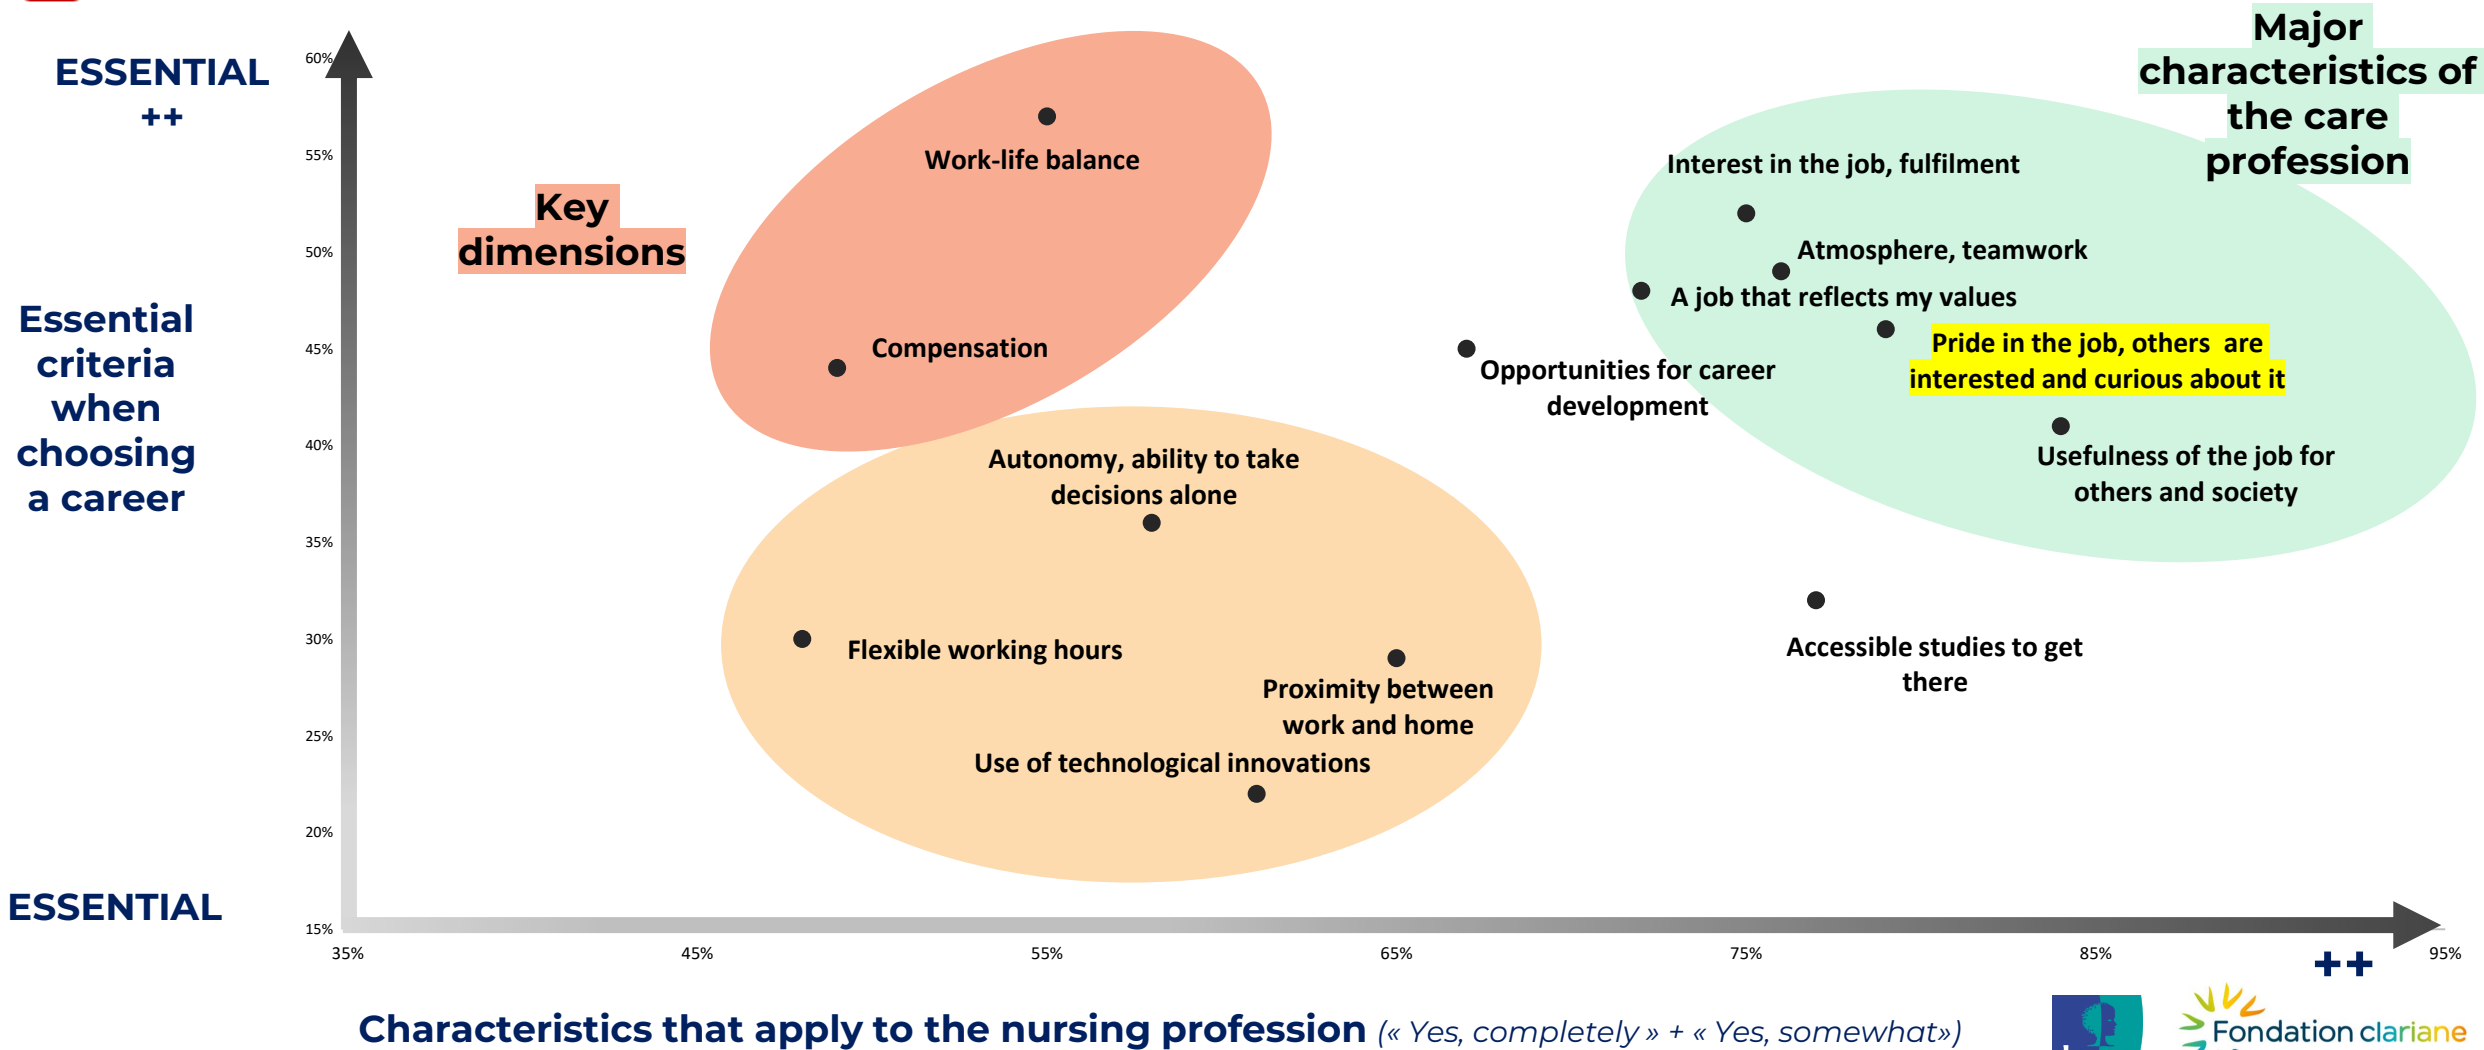 ESSENTIAL
++
Essential
criteria
when
choosing
a career
ESSENTIAL
60%
55%
50%
45%
40%
35%
30%
25%
20%
15%
Key
dimensions
Work-life balance
Compensation
Major
characteristics of
the care
profession
Interest in the job, fulfilment
Atmosphere, teamwork
A job that reflects my values
Pride in the job, others are
interested and curious about it
Opportunities for career
development
Usefulness of the job for
others and society
Autonomy, ability to take
decisions alone
Flexible working hours
Proximity between
work and home
Use of technological innovations
Accessible studies to get
there
35%
45%
55%
65%
75%
85%
95%
++
Characteristics that apply to the nursing profession (« Yes, completely » + « Yes, somewhat»)
Fondation clariane